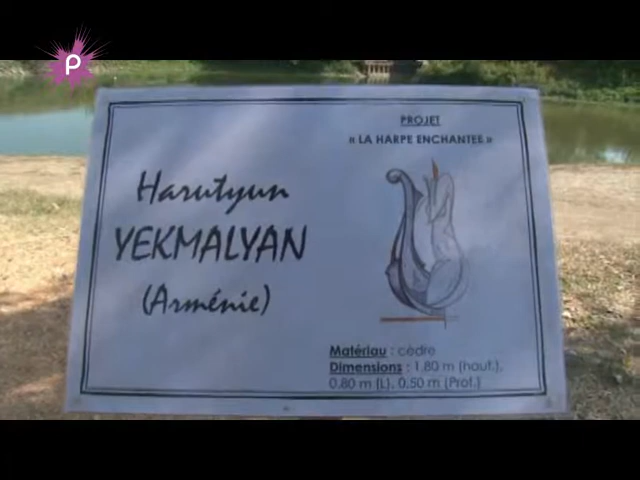 P
Harutyun
YEKMALYAN
(Arménie)
PROJET
« LA HARPE ENCHANTEE »
Matériau : cèdre
Dimensions : 1,80 m (haut.),
0,80 m (L), 0,50 m (Prof.)